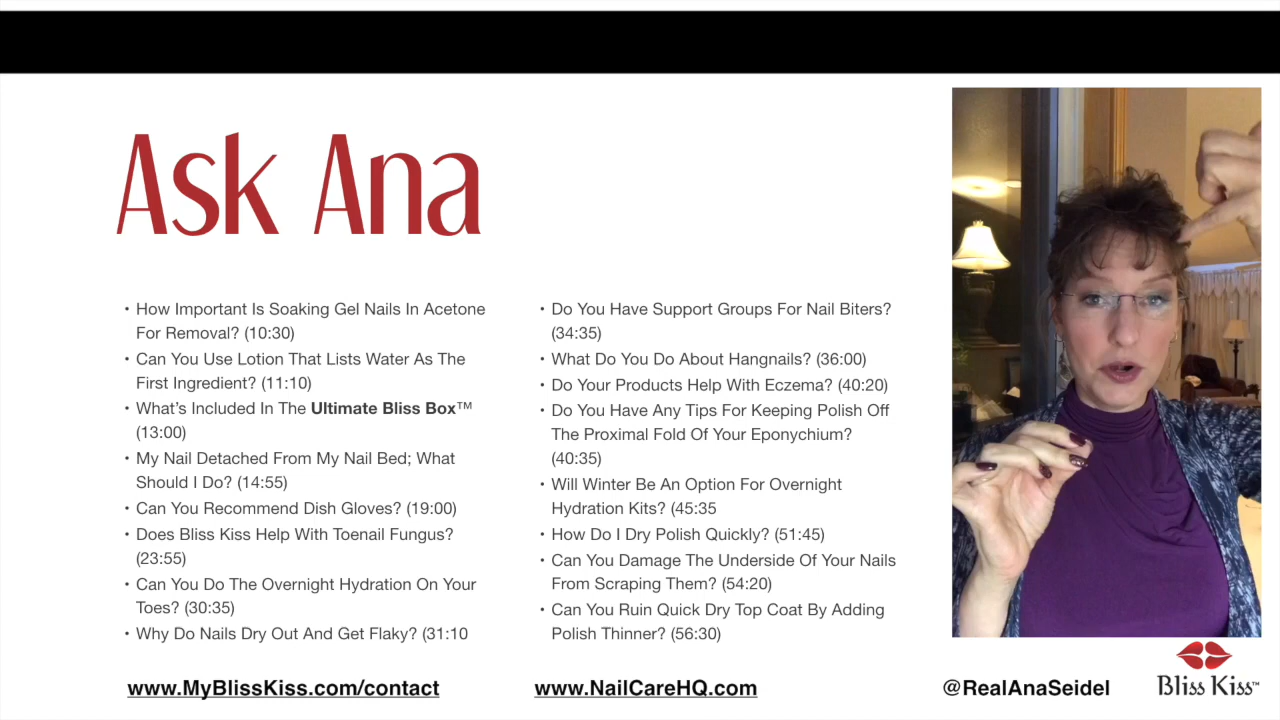 Ask Ana
• How Important Is Soaking Gel Nails In Acetone
For Removal? (10:30)
• Can You Use Lotion That Lists Water As The
First Ingredient? (11:10)
• What’s Included In The Ultimate Bliss Box™
(13:00)
• My Nail Detached From My Nail Bed; What
Should I Do? (14:55)
• Can You Recommend Dish Gloves? (19:00)
• Does Bliss Kiss Help With Toenail Fungus?
(23:55)
• Can You Do The Overnight Hydration On Your
Toes? (30:35)
• Why Do Nails Dry Out And Get Flaky? (31:10
• Do You Have Support Groups For Nail Biters?
(34:35)
• What Do You Do About Hangnails? (36:00)
• Do Your Products Help With Eczema? (40:20)
• Do You Have Any Tips For Keeping Polish Off
The Proximal Fold Of Your Eponychium?
(40:35)
• Will Winter Be An Option For Overnight
Hydration Kits? (45:35
• How Do I Dry Polish Quickly? (51:45)
• Can You Damage The Underside Of Your Nails
From Scraping Them? (54:20)
• Can You Ruin Quick Dry Top Coat By Adding
Polish Thinner? (56:30)
www.MyBlissKiss.com/contact
www.NailCareHQ.com
@RealAnaSeidel
Bliss Kiss™